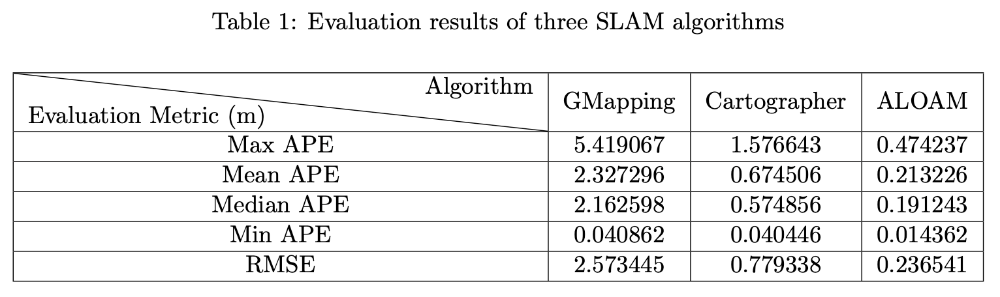 Table 1: Evaluation results of three SLAM algorithms
Algorithm
Evaluation Metric (m)
GMapping Cartographer ALOAM
Max APE 5.419067 1.576643 0.474237
Mean APE 2.327296 0.674506 0.213226
Median APE 2.162598 0.574856 0.191243
Min APE 0.040862 0.040446 0.014362
RMSE 2.573445 0.779338 0.236541